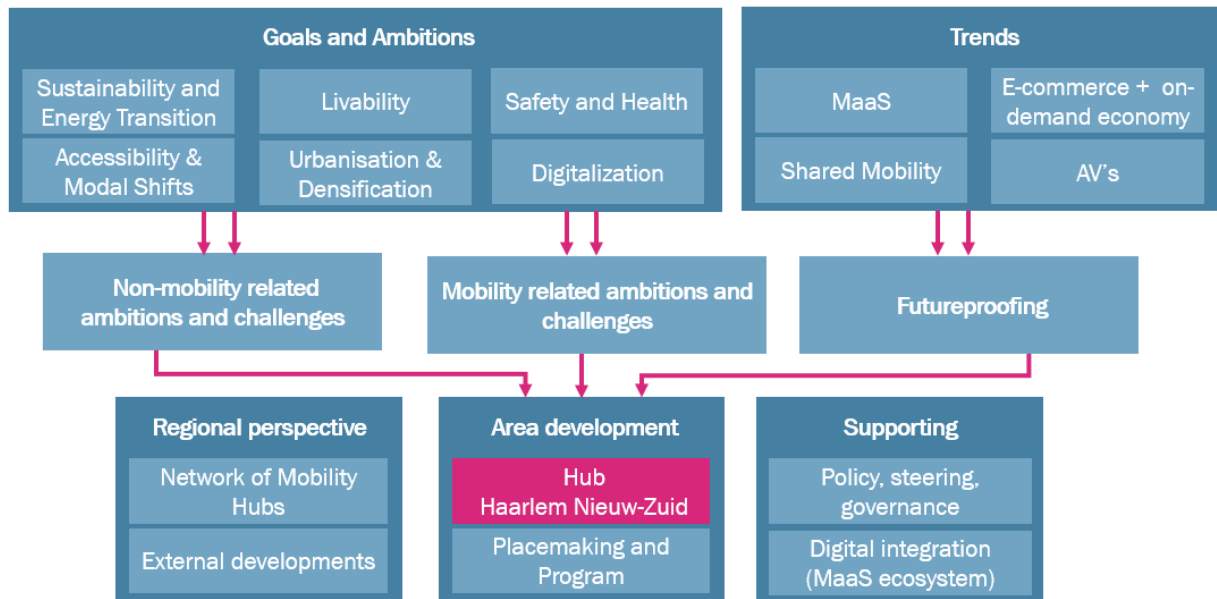 Goals and Ambitions
Sustainability and
Energy Transition
Livability
Safety and Health
Accessibility &
Modal Shifts
Urbanisation &
Densification
Digitalization
Trends
MaaS
E-commerce + on-
demand economy
Shared Mobility
AV's
Non-mobility related
ambitions and challenges
Mobility related ambitions and
challenges
Futureproofing
Regional perspective
Network of Mobility
Hubs
External developments
Area development
Hub
Haarlem Nieuw-Zuid
Placemaking and
Program
Supporting
Policy, steering,
governance
Digital integration
(MaaS ecosystem)